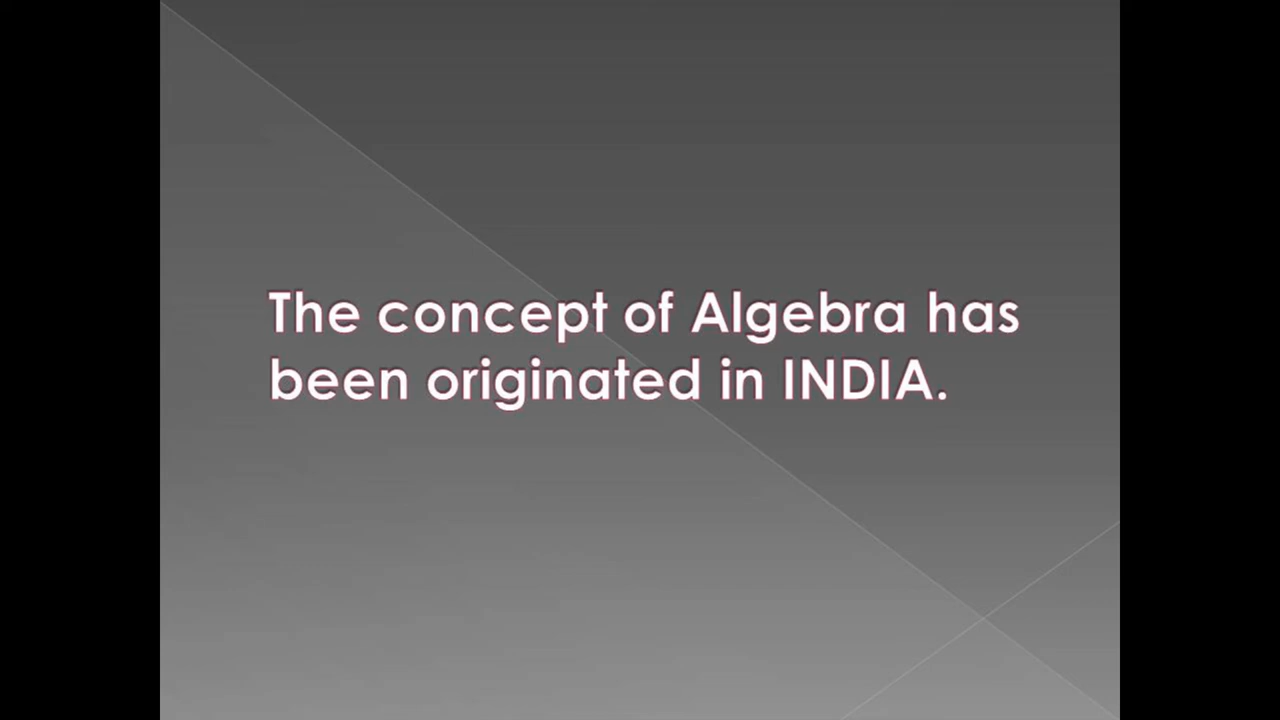 The concept of Algebra has
been originated in INDIA.